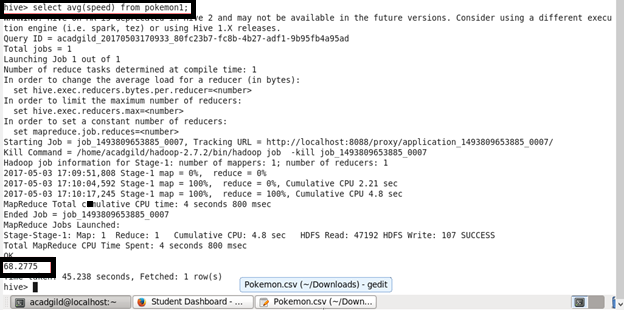 hive> select avg(speed) from pokemon1;
WARNING: Hive-on-MR is deprecated in Hive 2 and may not be available in the future versions. Consider using a different execu
tion engine (i.e. spark, tez) or using Hive 1.X releases.
Query ID = acadgild_20170503170933_80fc23b7-fc8b-4b27-adf1-9b95fb4a95ad
Total jobs = 1
Launching Job 1 out of 1
Number of reduce tasks determined at compile time: 1
In order to change the average load for a reducer (in bytes):
  set hive.exec.reducers.bytes.per.reducer=<number>
In order to limit the maximum number of reducers:
  set hive.exec.reducers.max=<number>
In order to set a constant number of reducers:
  set mapreduce.job.reduces=<number>
Starting Job = job_1493809653885_0007, Tracking URL = http://localhost:8088/proxy/application_1493809653885_0007/
Kill Command = /home/acadgild/hadoop-2.7.2/bin/hadoop job  -kill job_1493809653885_0007
Hadoop job information for Stage-1: number of mappers: 1; number of reducers: 1
2017-05-03 17:09:51,808 Stage-1 map = 0%,  reduce = 0%
2017-05-03 17:10:04,592 Stage-1 map = 100%,  reduce = 0%, Cumulative CPU 2.21 sec
2017-05-03 17:10:17,245 Stage-1 map = 100%,  reduce = 100%, Cumulative CPU 4.8 sec
MapReduce Total cumulative CPU time: 4 seconds 800 msec
Ended Job = job_1493809653885_0007
MapReduce Jobs Launched:
Stage-Stage-1: Map: 1  Reduce: 1   Cumulative CPU: 4.8 sec   HDFS Read: 47192 HDFS Write: 107 SUCCESS
Total MapReduce CPU Time Spent: 4 seconds 800 msec
OK
68.2775
Time taken: 45.238 seconds, Fetched: 1 row(s)
hive>
Pokemon.csv (~/Downloads) - gedit
acadgild@localhost:~
Student Dashboard - ...
Pokemon.csv (~/Down...